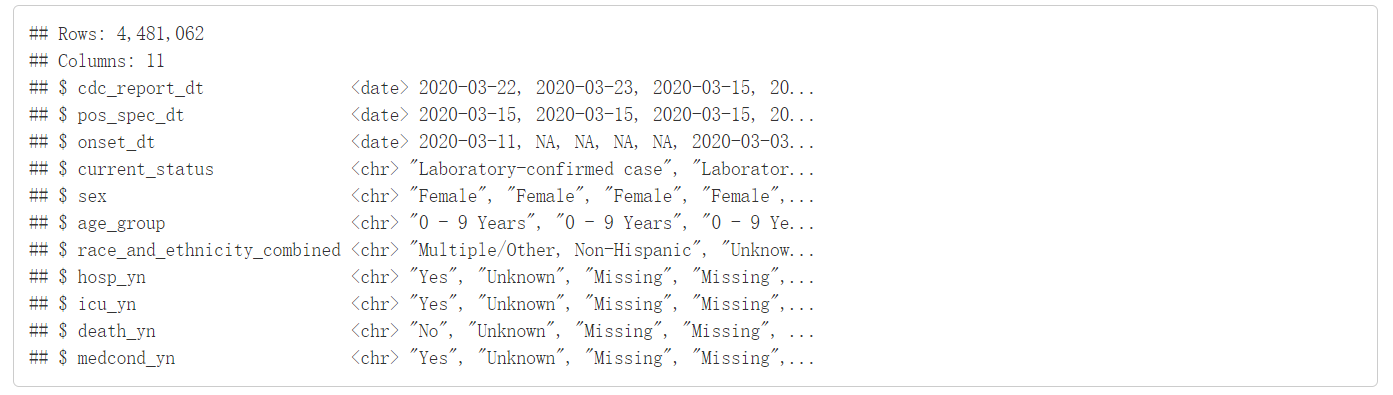 ## Rows: 4,481,062
## Columns: 11
## $ cdc_report_dt <date> 2020-03-22, 2020-03-23, 2020-03-15, 20...
## $ pos_spec_dt <date> 2020-03-15, 2020-03-15, 2020-03-15, 20...
## $ onset_dt <date> 2020-03-11, NA, NA, NA, NA, 2020-03-03...
## $ current_status <chr> "Laboratory-confirmed case", "Laborator...
## $ sex <chr> "Female", "Female", "Female", "Female",...
## $ age_group <chr> "0 - 9 Years", "0 - 9 Years", "0 - 9 Ye...
## $ race_and_ethnicity_combined <chr> "Multiple/Other, Non-Hispanic", "Unknow...
## $ hosp_yn <chr> "Yes", "Unknown", "Missing", "Missing",...
## $ icu_yn <chr> "Yes", "Unknown", "Missing", "Missing",...
## $ death_yn <chr> "No", "Unknown", "Missing", "Missing", ...
## $ medcond_yn <chr> "Yes", "Unknown", "Missing", "Missing",...